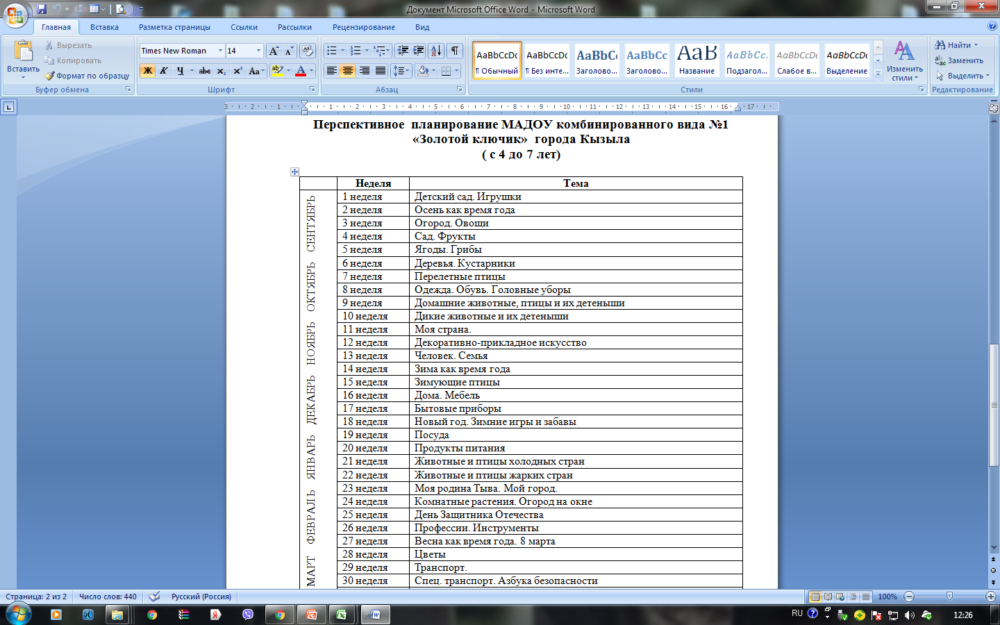 Документ Microsoft Office Word - Microsoft Word
Главная Вставка Разметка страницы Ссылки Рассылки Рецензирование Вид
Вставить
Вырезать
Копировать
Формат по образцу
Буфер обмена
Times New Roman 14
Ж К Ч abc x₂ x² Aa
Шрифт
Абзац
AaBbCcDc AaBbCcDc AaBbCc AaBbCc AaB AaBbCc. AaBbCcDc AaBbCcDc
¶ Обычный ¶ Без инте... Заголово... Заголово... Название Подзагол... Слабое в... Выделение
Изменить стили
Стили
Найти
Заменить
Выделить
Редактирование
3 2 1 1 2 3 4 5 6 7 8 9 10 11 12 13 14 15 16 17
Перспективное планирование МАДОУ комбинированного вида №1
«Золотой ключик» города Кызыла
( с 4 до 7 лет)
Неделя Тема
СЕНТЯБРЬ
1 неделя Детский сад. Игрушки
2 неделя Осень как время года
3 неделя Огород. Овощи
4 неделя Сад. Фрукты
5 неделя Ягоды. Грибы
ОКТЯБРЬ
6 неделя Деревья. Кустарники
7 неделя Перелетные птицы
8 неделя Одежда. Обувь. Головные уборы
9 неделя Домашние животные, птицы и их детеныши
НОЯБРЬ
10 неделя Дикие животные и их детеныши
11 неделя Моя страна.
12 неделя Декоративно-прикладное искусство
13 неделя Человек. Семья
ДЕКАБРЬ
14 неделя Зима как время года
15 неделя Зимующие птицы
16 неделя Дома. Мебель
17 неделя Бытовые приборы
18 неделя Новый год. Зимние игры и забавы
ЯНВАРЬ
19 неделя Посуда
20 неделя Продукты питания
21 неделя Животные и птицы холодных стран
22 неделя Животные и птицы жарких стран
ФЕВРАЛЬ
23 неделя Моя родина Тыва. Мой город.
24 неделя Комнатные растения. Огород на окне
25 неделя День Защитника Отечества
26 неделя Профессии. Инструменты
МАРТ
27 неделя Весна как время года. 8 марта
28 неделя Цветы
29 неделя Транспорт.
30 неделя Спец. транспорт. Азбука безопасности
Страница: 2 из 2 Число слов: 440 Русский (Россия) 100%
RU 12:26